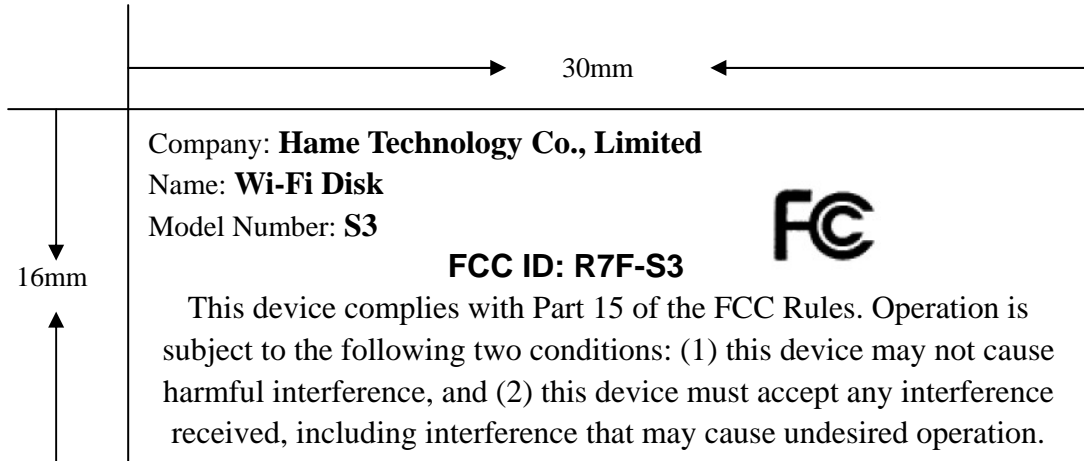 30mm
Company: Hame Technology Co., Limited
Name: Wi-Fi Disk
Model Number: S3
FC
FCC ID: R7F-S3
16mm
This device complies with Part 15 of the FCC Rules. Operation is
subject to the following two conditions: (1) this device may not cause
harmful interference, and (2) this device must accept any interference
received, including interference that may cause undesired operation.